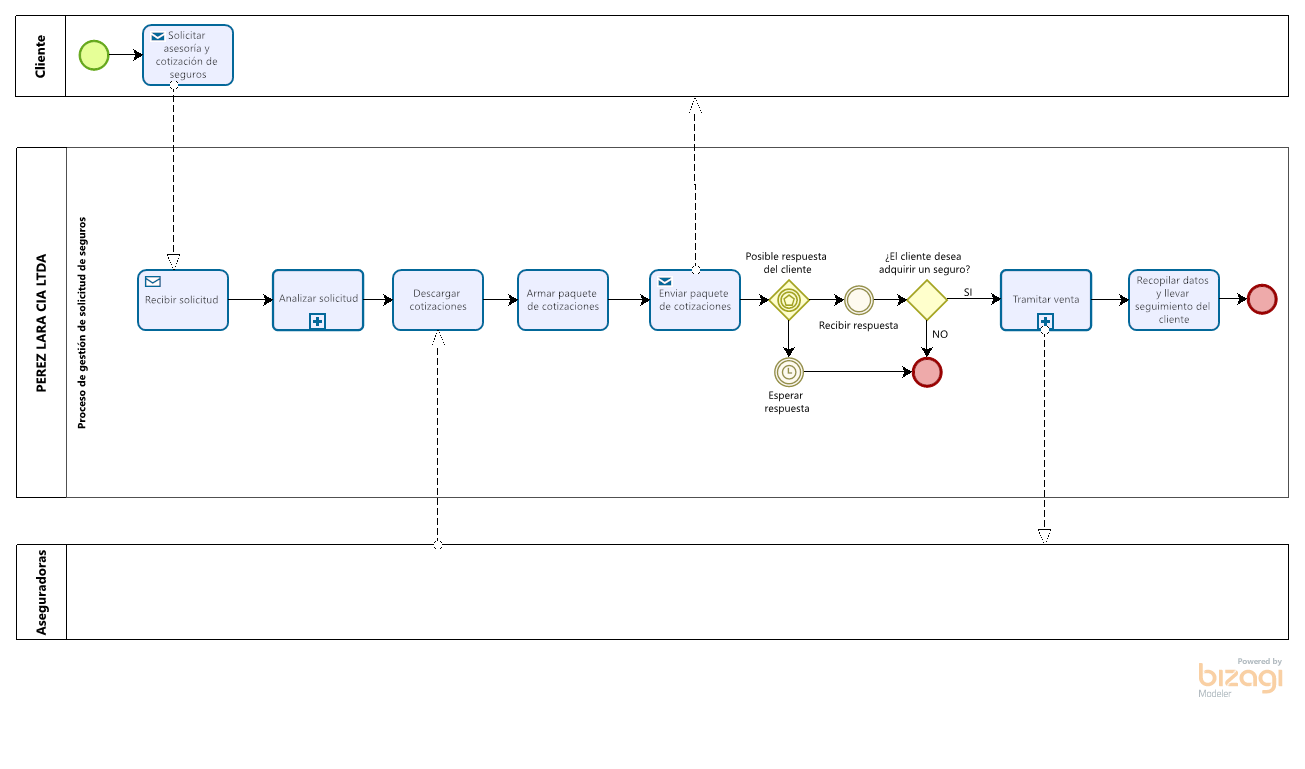 Cliente
Solicitar
asesoría y
cotización de
seguros
PEREZ LARA CIA LTDA
Proceso de gestión de solicitud de seguros
Recibir solicitud
Analizar solicitud
Descargar
cotizaciones
Armar paquete
de cotizaciones
Enviar paquete
de cotizaciones
Posible respuesta
del cliente
Recibir respuesta
Esperar
respuesta
¿El cliente desea
adquirir un seguro?
SI
NO
Tramitar venta
Recopilar datos
y llevar
seguimiento del
cliente
Aseguradoras
Powered by
bizagi
Modeler